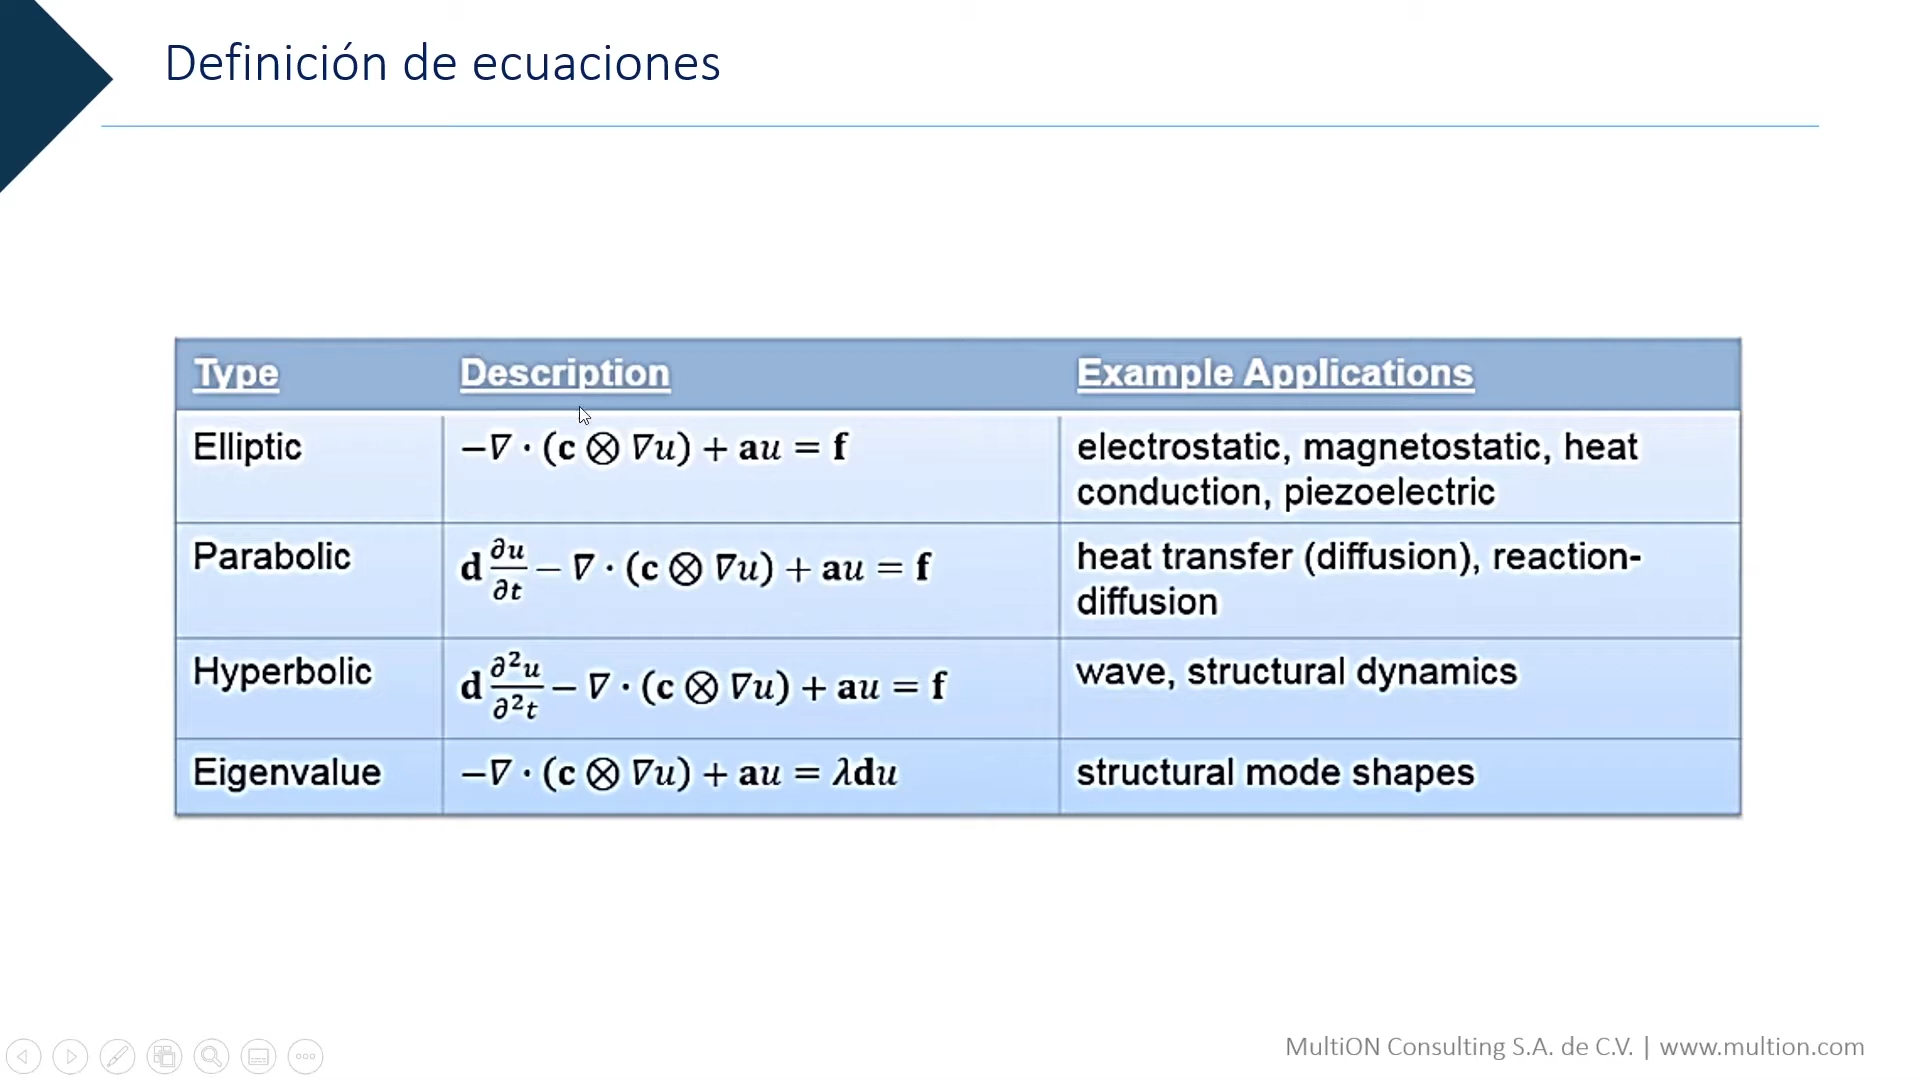 Definición de ecuaciones
Type Description Example Applications
Elliptic −∇ · (c ⊗ ∇u) + au = f electrostatic, magnetostatic, heat
conduction, piezoelectric
Parabolic d ∂u/∂t − ∇ · (c ⊗ ∇u) + au = f heat transfer (diffusion), reaction-
diffusion
Hyperbolic d ∂²u/∂²t − ∇ · (c ⊗ ∇u) + au = f wave, structural dynamics
Eigenvalue −∇ · (c ⊗ ∇u) + au = λdu structural mode shapes
MultiON Consulting S.A. de C.V. | www.multion.com